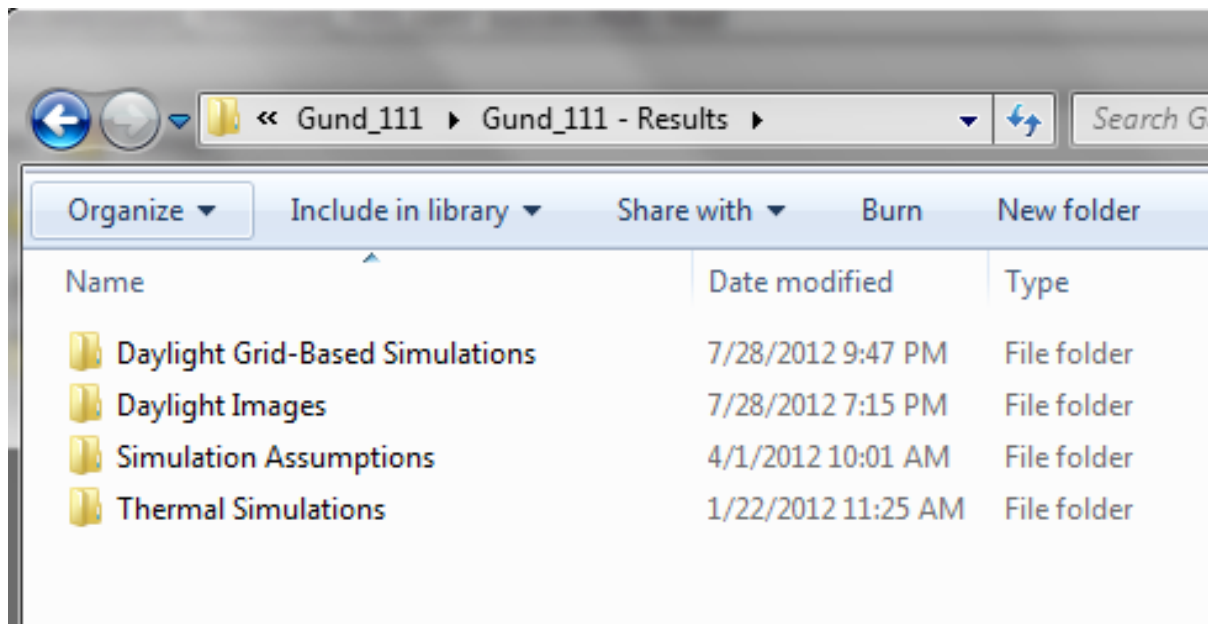 « Gund_111 ▸ Gund_111 - Results ▸ Search G
Organize Include in library Share with Burn New folder
Name Date modified Type
Daylight Grid-Based Simulations 7/28/2012 9:47 PM File folder
Daylight Images 7/28/2012 7:15 PM File folder
Simulation Assumptions 4/1/2012 10:01 AM File folder
Thermal Simulations 1/22/2012 11:25 AM File folder